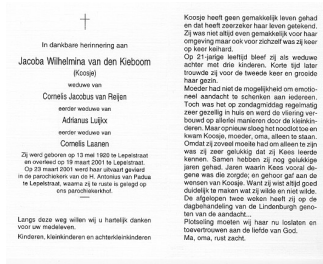 In dankbare herinnering aan
Jacoba Wilhelmina van den Kieboom
(Koosje)
weduwe van
Cornelis Jacobus van Reijen
eerder weduwe van
Adrianus Luijkx
eerder weduwe van
Cornelis Laanen
Zij werd geboren op 13 mei 1920 te Lepelstraat
en overleed op 19 maart 2001 te Lepelstraat.
Op 23 maart 2001 werd haar uitvaart gevierd
in de parochiekerk van de H. Antonius van Padua
te Lepelstraat, waarna zij te ruste is gelegd op
ons parochiekerkhof.
Langs deze weg willen wij u hartelijk danken
voor uw medeleven.
Kinderen, kleinkinderen en achterkleinkinderen
Koosje heeft geen gemakkelijk leven gehad
en dat heeft zeerzeker haar leven getekend.
Zij was niet altijd even gemakkelijk voor haar
omgeving maar ook voor zichzelf was zij keer
op keer keihard.
Op 21-jarige leeftijd bleef zij als weduwe
achter met drie kinderen. Korte tijd later
trouwde zij voor de tweede keer en groeide
haar gezin.
Moeder had niet de mogelijkheid om emotio-
neel aandacht te schenken aan iedereen.
Toch was het op zondagmiddag regelmatig
zeer gezellig in huis en werd de vliering ver-
bouwd of allerlei manieren door de kleinkin-
deren. Maar opnieuw sloeg het noodlot toe en
kwam Koosje, moeder, oma, alleen te staan.
Omdat zij zoveel moeite had met alleen zijn,
was zij zeer gelukkig dat zij Kees leerde
kennen. Samen hebben zij nog gelukkige
jaren gehad. Jaren waarin Kees vooral
degene was, die de boodschappen en gehoor
gaf aan de wensen van Koosje. Want zij wist altijd goed
duidelijk te maken wat zij wilde en niet wilde.
De laatste jaren heeft zij zeer zeker op de
dagbehandeling van de Lindenburgh geno-
ten van de aandacht...
Plotseling moeten wij haar nu loslaten en
toevertrouwen aan de liefde van God.
Ma, oma, rust zacht.